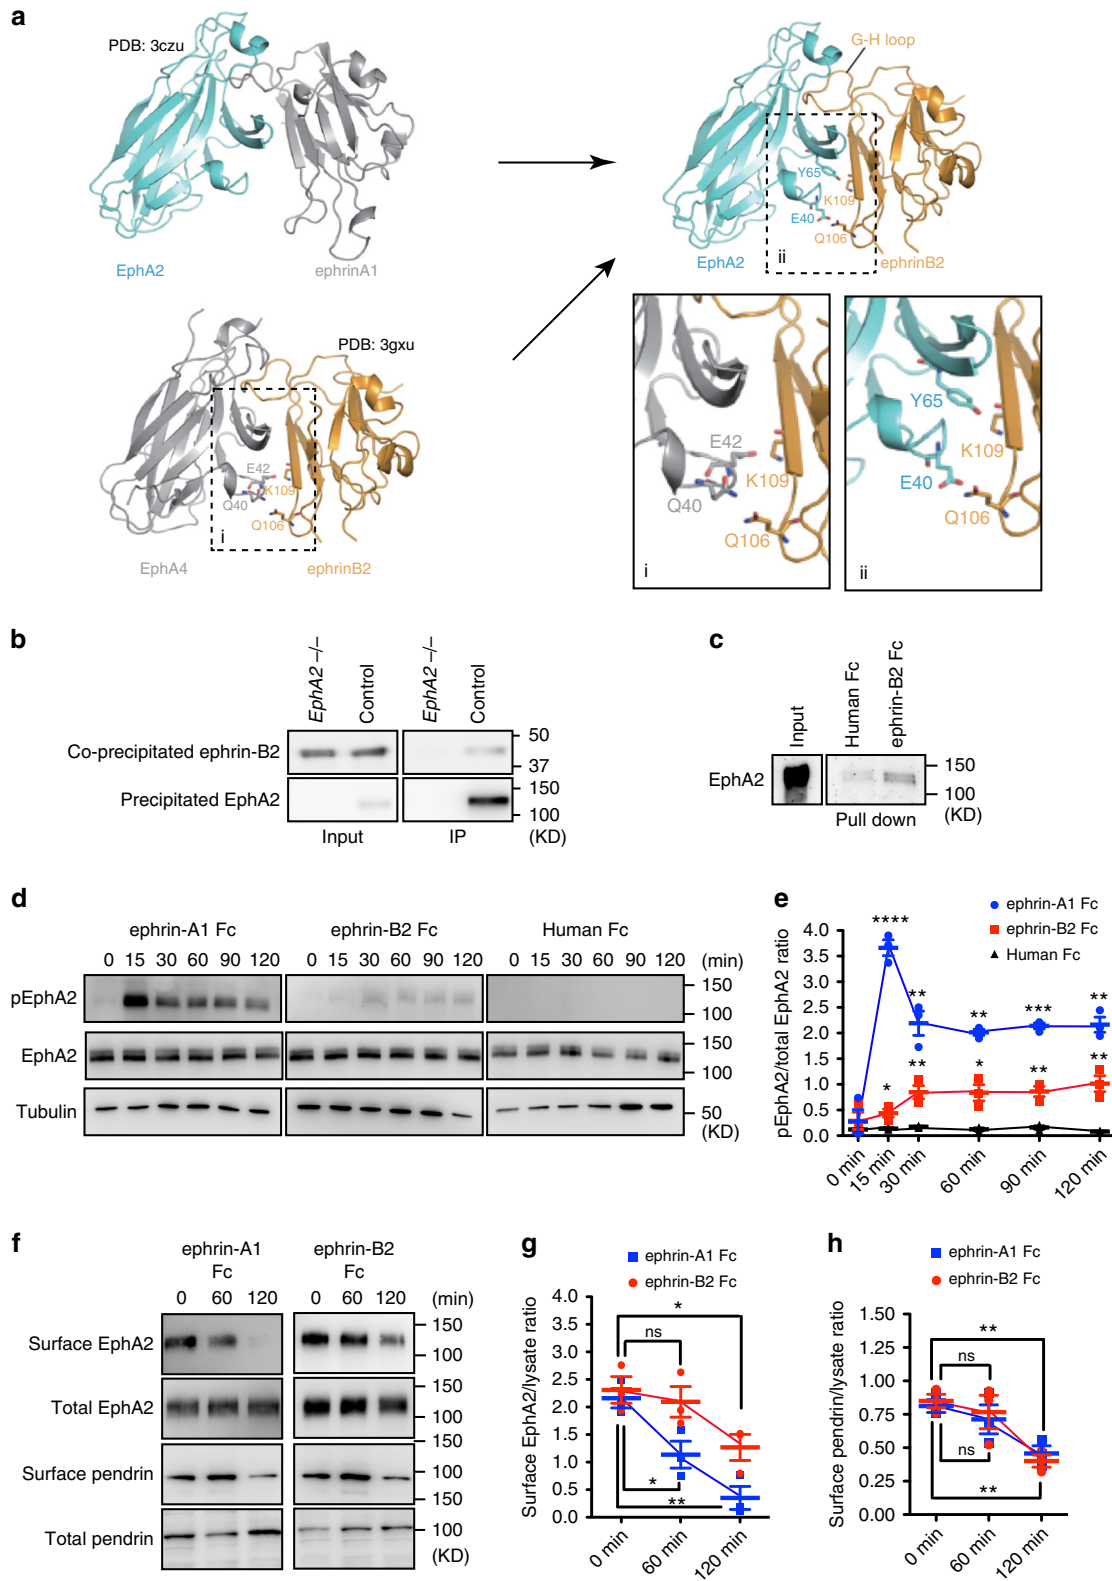 a
PDB: 3czu
EphA2
ephrinA1
G-H loop
Y65
K109
E40
Q106
ii
EphA2
ephrinB2
PDB: 3gxu
E42
K109
Q40
Q106
i
EphA4
ephrinB2
E42
K109
Q40
Q106
i
Y65
K109
E40
Q106
ii
b
EphA2 –/–
Control
EphA2 –/–
Control
Co-precipitated ephrin-B2
50
37
Precipitated EphA2
150
100
Input
IP
(KD)
c
Input
Human Fc
ephrin-B2 Fc
EphA2
150
100
Pull down
(KD)
d
ephrin-A1 Fc
ephrin-B2 Fc
Human Fc
0 15 30 60 90 120
0 15 30 60 90 120
0 15 30 60 90 120
(min)
pEphA2
150
100
EphA2
150
100
Tubulin
50
(KD)
e
ephrin-A1 Fc
ephrin-B2 Fc
Human Fc
pEphA2/total EphA2 ratio
4.0
3.5
3.0
2.5
2.0
1.5
1.0
0.5
0.0
****
**
**
***
**
*
**
*
**
**
0 min
15 min
30 min
60 min
90 min
120 min
f
ephrin-A1
Fc
ephrin-B2
Fc
0 60 120
0 60 120
(min)
Surface EphA2
150
100
Total EphA2
150
100
Surface pendrin
150
100
150
Total pendrin
100
(KD)
g
ephrin-A1 Fc
ephrin-B2 Fc
Surface EphA2/lysate ratio
4.0
3.5
3.0
2.5
2.0
1.5
1.0
0.5
0.0
*
ns
*
**
0 min
60 min
120 min
h
ephrin-A1 Fc
ephrin-B2 Fc
Surface pendrin/lysate ratio
1.50
1.25
1.00
0.75
0.50
0.25
0.00
**
ns
ns
**
0 min
60 min
120 min